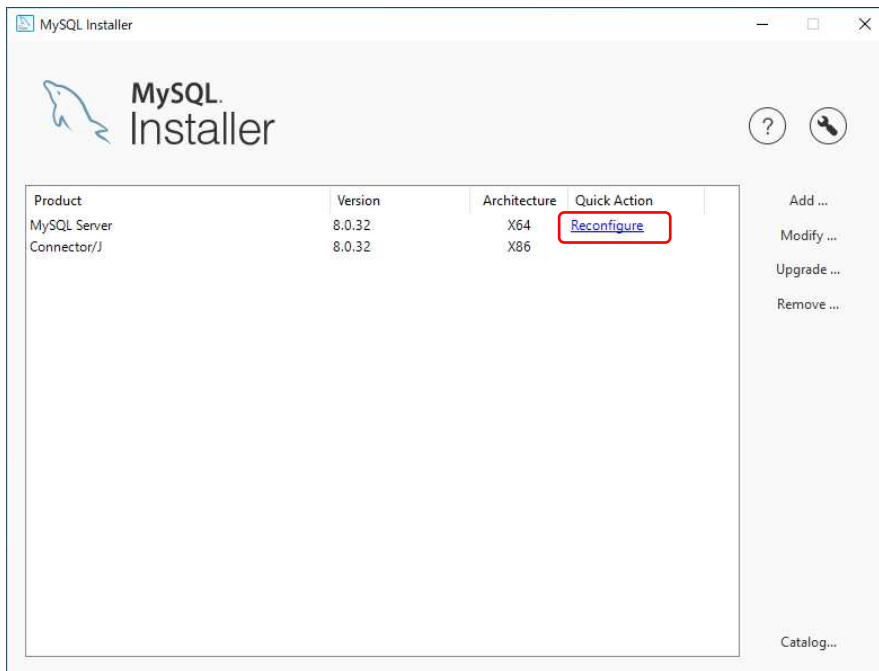 MySQL Installer
MySQL.
Installer
?
Product Version Architecture Quick Action
MySQL Server 8.0.32 X64 Reconfigure
Connector/J 8.0.32 X86
Add ...
Modify ...
Upgrade ...
Remove ...
Catalog...